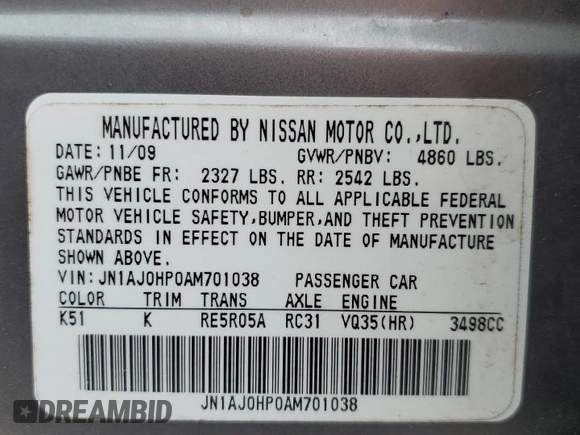 MANUFACTURED BY NISSAN MOTOR CO.,LTD.
DATE: 11/09 GVWR/PNBV: 4860 LBS.
GAWR/PNBE FR: 2327 LBS. RR: 2542 LBS.
THIS VEHICLE CONFORMS TO ALL APPLICABLE FEDERAL
MOTOR VEHICLE SAFETY,BUMPER,AND THEFT PREVENTION
STANDARDS IN EFFECT ON THE DATE OF MANUFACTURE
SHOWN ABOVE.
VIN:JN1AJ0HP0AM701038 PASSENGER CAR
COLOR TRIM TRANS AXLE ENGINE
K51 K RE5R05A RC31 VQ35(HR) 3498CC
JN1AJ0HP0AM701038
DREAMBID